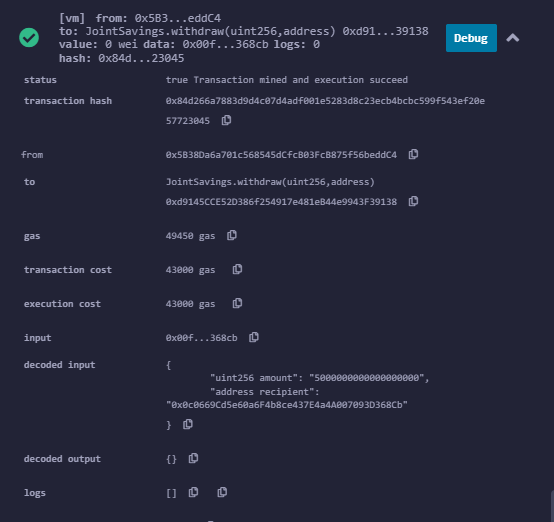 [vm] from: 0x5B3...eddC4
to: JointSavings.withdraw(uint256,address) 0xd91...39138
value: 0 wei data: 0x00f...368cb logs: 0
hash: 0x84d...23045
Debug
status true Transaction mined and execution succeed
transaction hash 0x84d266a7883d9d4c07d4adf001e5283d8c23ecb4bcbc599f543ef20e
57723045
from 0x5B38Da6a701c568545dCfcB03FcB875f56beddC4
to JointSavings.withdraw(uint256,address)
0xd9145CCE52D386f254917e481eB44e9943F39138
gas 49450 gas
transaction cost 43000 gas
execution cost 43000 gas
input 0x00f...368cb
decoded input {
"uint256 amount": "5000000000000000000",
"address recipient":
"0x0c0669Cd5e60a6F4b8ce437E4a4A007093D368Cb"
}
decoded output {}
logs []